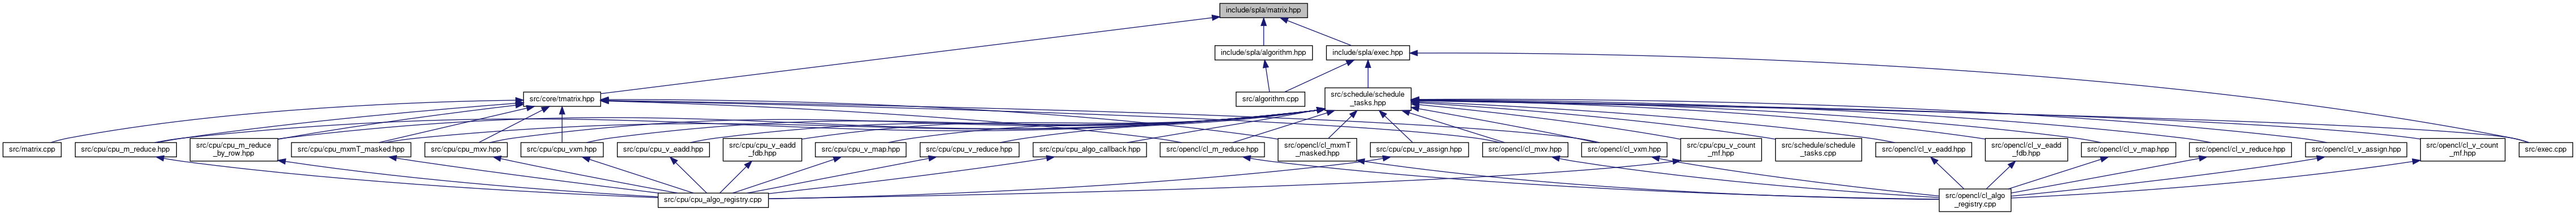 include/spla/matrix.hpp
include/spla/algorithm.hpp
include/spla/exec.hpp
src/core/tmatrix.hpp
src/algorithm.cpp
src/schedule/schedule
_tasks.hpp
src/matrix.cpp
src/cpu/cpu_m_reduce.hpp
src/cpu/cpu_m_reduce
_by_row.hpp
src/cpu/cpu_mxmT_masked.hpp
src/cpu/cpu_mxv.hpp
src/cpu/cpu_vxm.hpp
src/cpu/cpu_v_eadd.hpp
src/cpu/cpu_v_eadd
_fdb.hpp
src/cpu/cpu_v_map.hpp
src/cpu/cpu_v_reduce.hpp
src/cpu/cpu_algo_callback.hpp
src/opencl/cl_m_reduce.hpp
src/opencl/cl_mxmT
_masked.hpp
src/cpu/cpu_v_assign.hpp
src/opencl/cl_mxv.hpp
src/opencl/cl_vxm.hpp
src/cpu/cpu_v_count
_mf.hpp
src/schedule/schedule
_tasks.cpp
src/opencl/cl_v_eadd.hpp
src/opencl/cl_v_eadd
_fdb.hpp
src/opencl/cl_v_map.hpp
src/opencl/cl_v_reduce.hpp
src/opencl/cl_v_assign.hpp
src/opencl/cl_v_count
_mf.hpp
src/exec.cpp
src/cpu/cpu_algo_registry.cpp
src/opencl/cl_algo
_registry.cpp